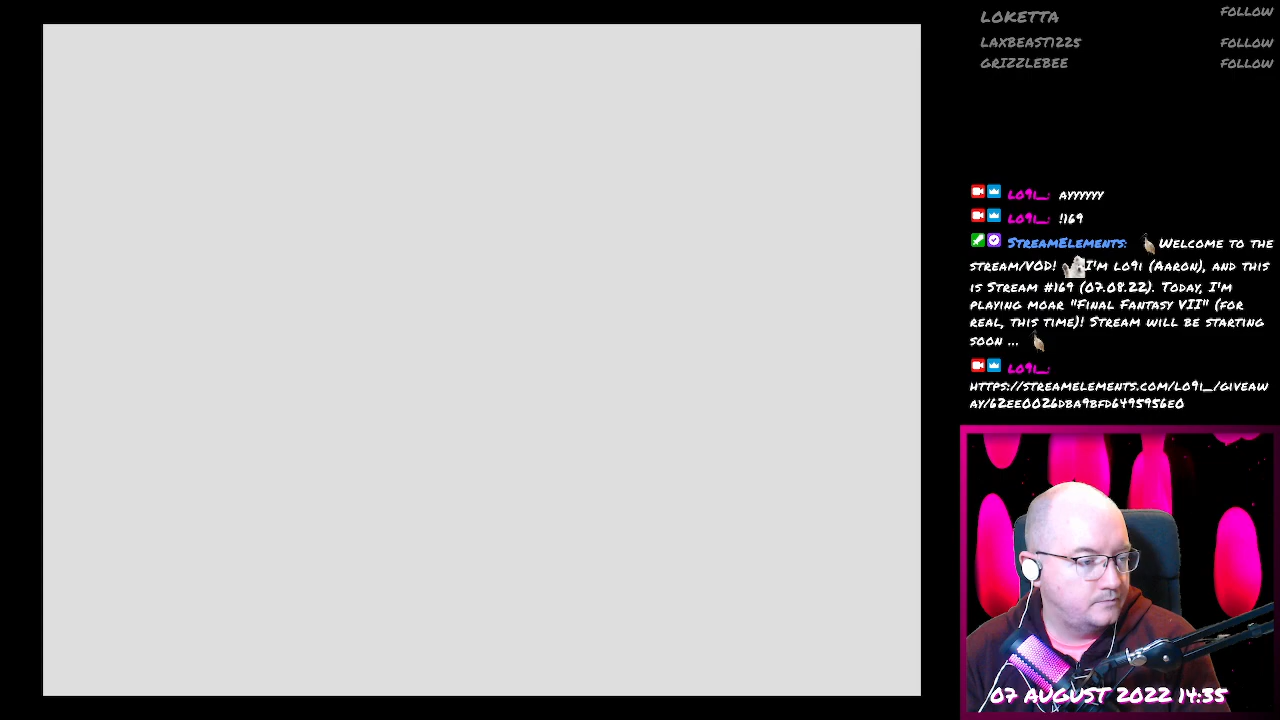 LOKETTA FOLLOW
LAXBEAST1225 FOLLOW
GRIZZLEBEE FOLLOW
LO9I_: AYYYYYY
LO9I_: !169
STREAMELEMENTS: WELCOME TO THE
STREAM/VOD! I'M LO9I (AARON), AND THIS
IS STREAM #169 (07.08.22). TODAY, I'M
PLAYING MOAR "FINAL FANTASY VII" (FOR
REAL, THIS TIME)! STREAM WILL BE STARTING
SOON ...
LO9I_:
HTTPS://STREAMELEMENTS.COM/LO9I_/GIVEAW
AY/62EE0026DBA9BFD6495956E0
07 AUGUST 2022 14:35